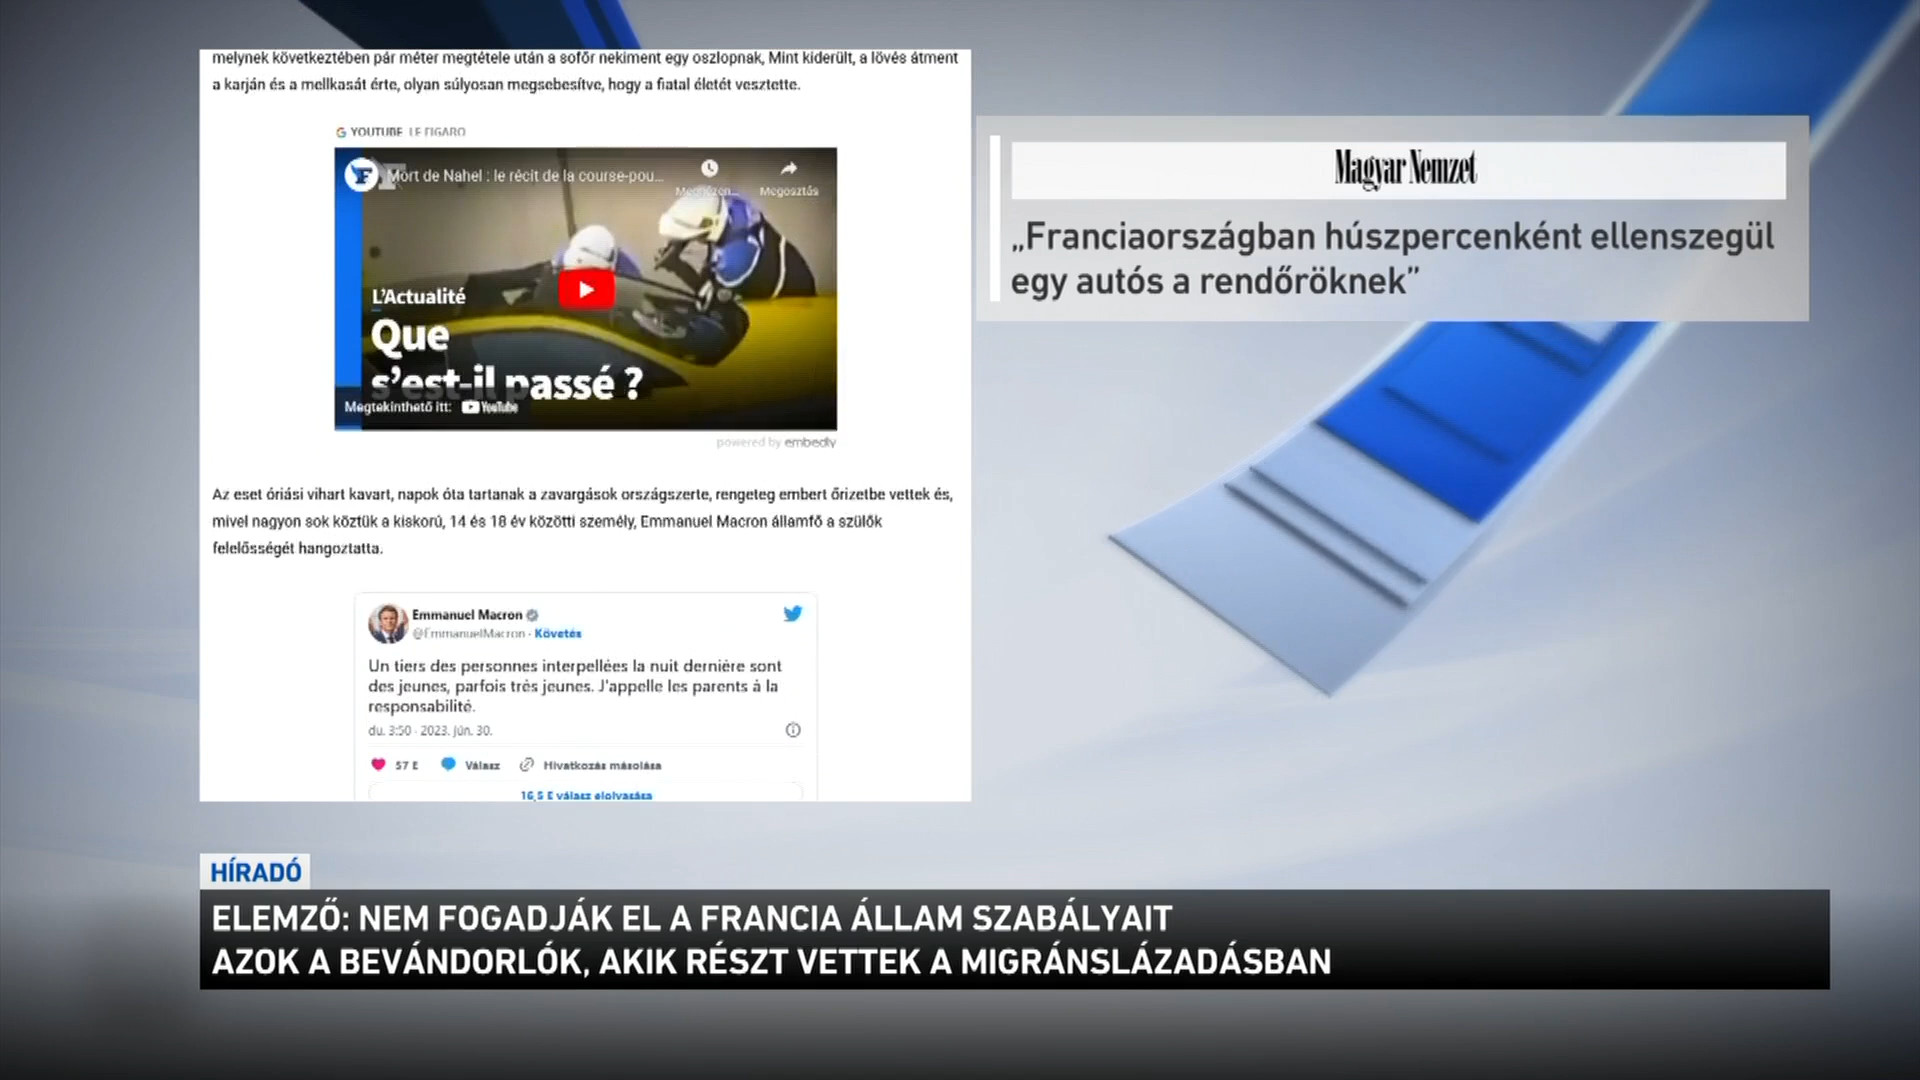 melynek következtében pár méter megtétele után a sofőr nekiment egy oszlopnak, Mint kiderült, a lövés átment
a karján és a mellkasát érte, olyan súlyosan megsebesítve, hogy a fiatal életét vesztette.
YOUTUBE LE FIGARO
Mort de Nahel : le récit de la course-pou...
Megosztás
L'Actualité
Que
s'est-il passé ?
Megtekinthető itt: YouTube
powered by embedly
Az eset óriási vihart kavart, napok óta tartanak a zavargások országszerte, rengeteg embert őrizetbe vettek és,
mivel nagyon sok köztük a kiskorú, 14 és 18 év közötti személy, Emmanuel Macron államfő a szülők
felelősségét hangoztatta.
Emmanuel Macron
@EmmanuelMacron · Követés
Un tiers des personnes interpellées la nuit dernière sont
des jeunes, parfois très jeunes. J'appelle les parents à la
responsabilité.
du. 3:50 · 2023. jún. 30.
57 E Válasz Hivatkozás másolása
16,5 E válasz elolvasása
Magyar Nemzet
„Franciaországban húszpercenként ellenszegül
egy autós a rendőröknek”
HÍRADÓ
ELEMZŐ: NEM FOGADJÁK EL A FRANCIA ÁLLAM SZABÁLYAIT
AZOK A BEVÁNDORLÓK, AKIK RÉSZT VETTEK A MIGRÁNSLÁZADÁSBAN